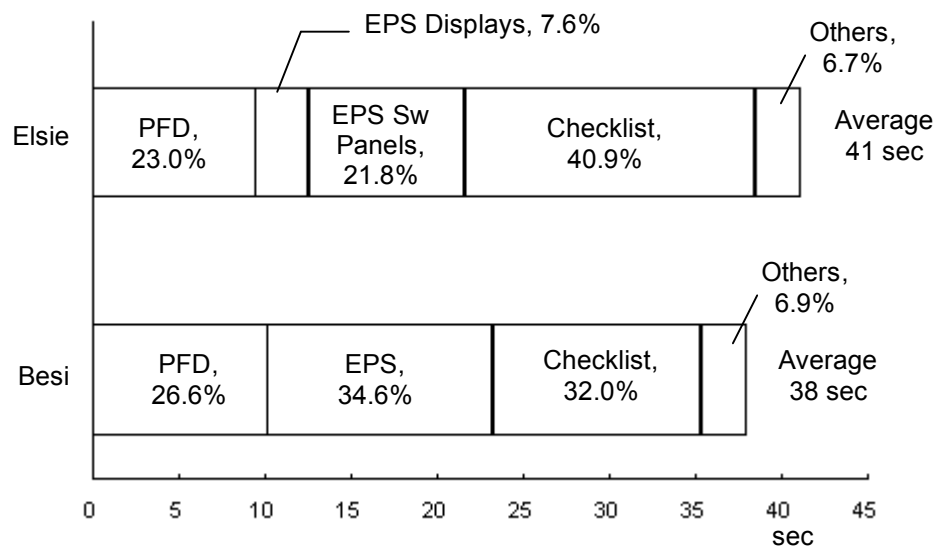 EPS Displays, 7.6%
Others,
6.7%
Elsie
PFD,
23.0%
EPS Sw
Panels,
21.8%
Checklist,
40.9%
Average
41 sec
Others,
6.9%
Besi
PFD,
26.6%
EPS,
34.6%
Checklist,
32.0%
Average
38 sec
0 5 10 15 20 25 30 35 40 45
sec